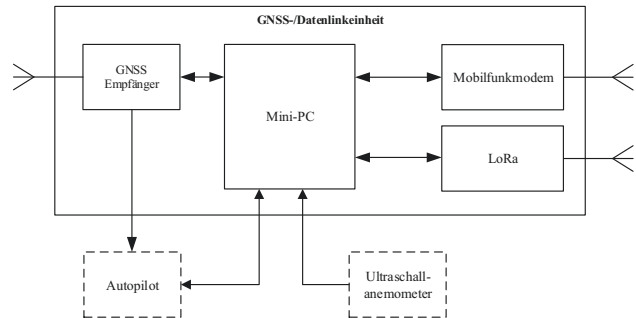 GNSS-/Datenlinkeinheit
GNSS
Empfänger
Mini-PC
Mobilfunkmodem
LoRa
Autopilot
Ultraschall-
anemometer